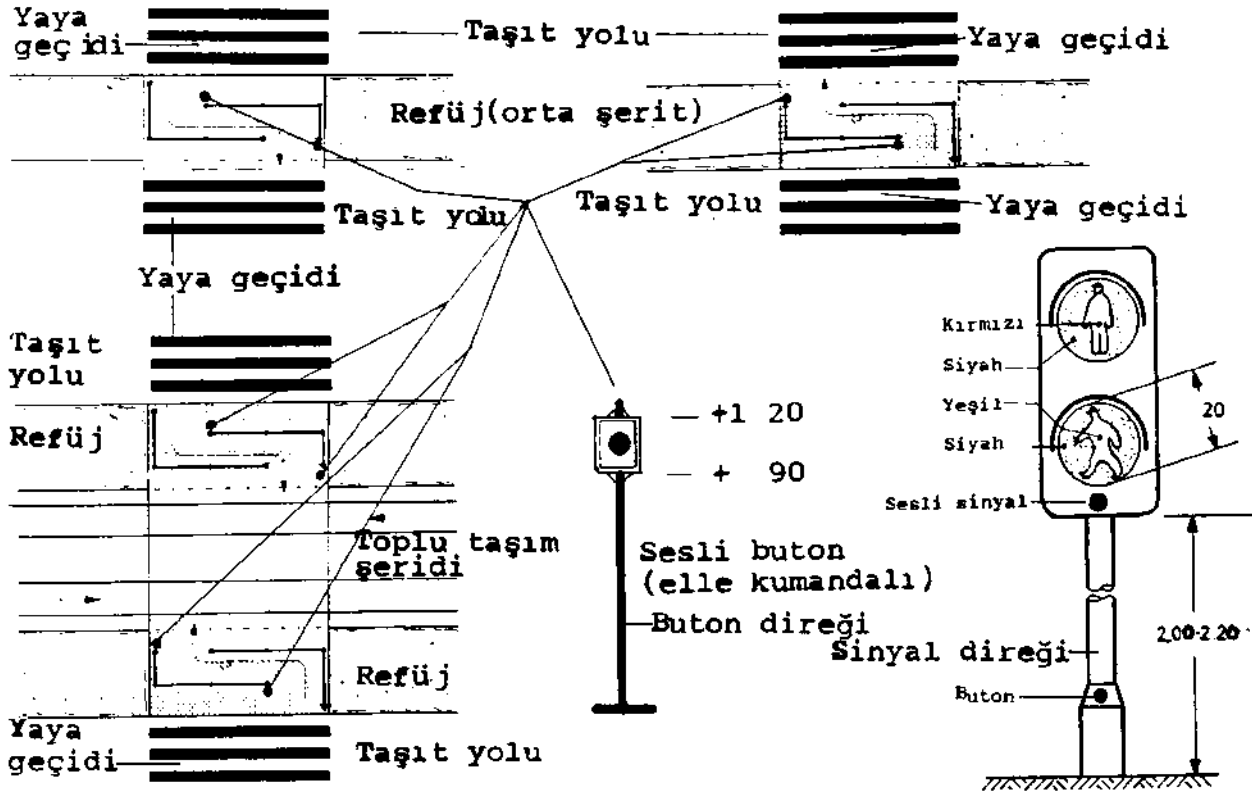 Yaya
geçidi
Taşıt yolu
Yaya geçidi
Refüj(orta şerit)
Taşıt yolu
Taşıt yolu
Yaya geçidi
Yaya geçidi
Taşıt
yolu
Refüj
Toplu taşım
şeridi
Refüj
Yaya
geçidi
Taşıt yolu
+1 20
+ 90
Sesli buton
(elle kumandalı)
Buton direği
Kırmızı
Siyah
Yeşil
Siyah
20
Sesli sinyal
Sinyal direği
2.00-2.20
Buton